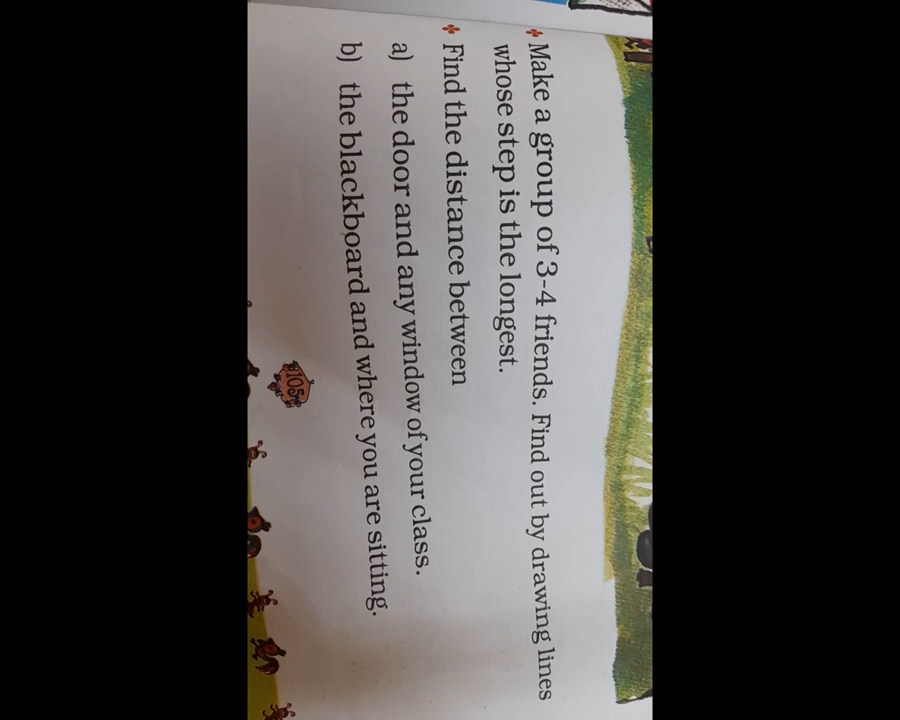 Make a group of 3-4 friends. Find out by drawing lines
whose step is the longest.
Find the distance between
a) the door and any window of your class.
b) the blackboard and where you are sitting.
105